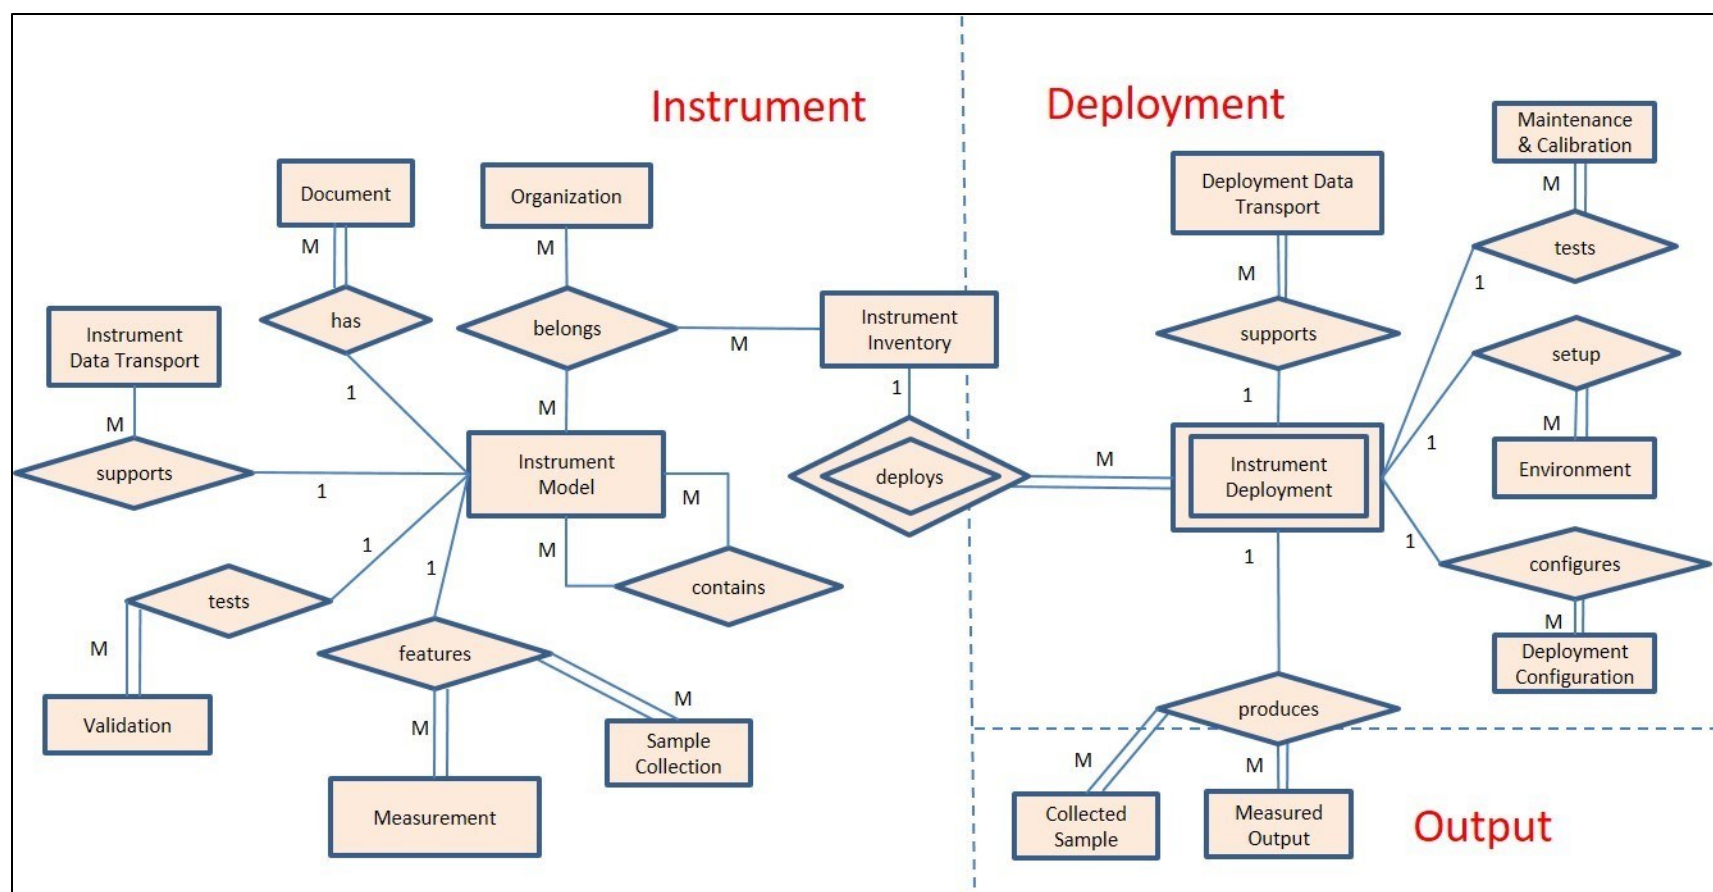 Instrument
Deployment
Maintenance
& Calibration
Document
Organization
Deployment Data
Transport
M
M
M
M
tests
1
Instrument
Data Transport
has
belongs
M
Instrument
Inventory
supports
setup
1
M
1
1
1
M
M
supports
1
Instrument
Model
M
M
contains
deploys
M
Instrument
Deployment
M
Environment
1
tests
M
1
features
1
1
configures
M
Deployment
Configuration
Validation
M
M
Sample
Collection
Measurement
produces
M
M
Collected
Sample
Measured
Output
Output